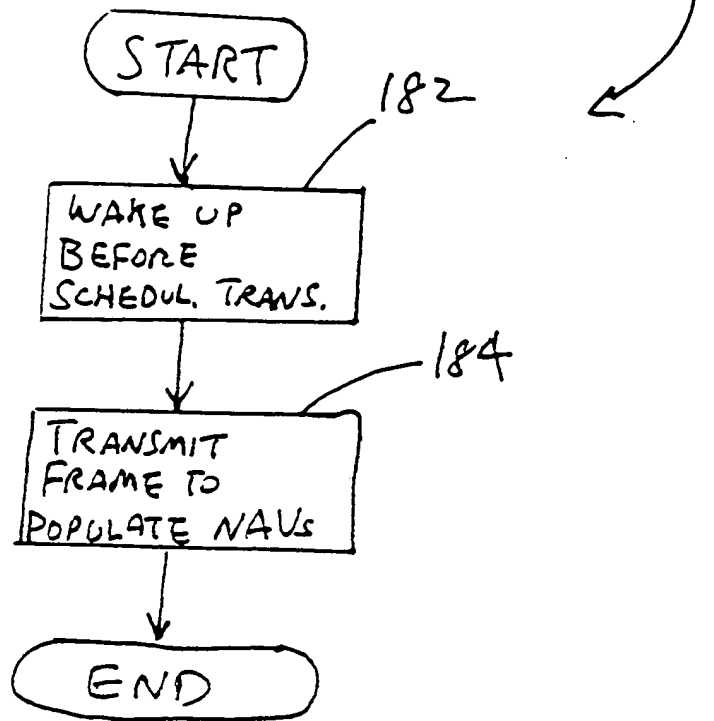 START
182
WAKE UP
BEFORE
SCHEDUL. TRANS.
184
TRANSMIT
FRAME TO
POPULATE NAVs
END